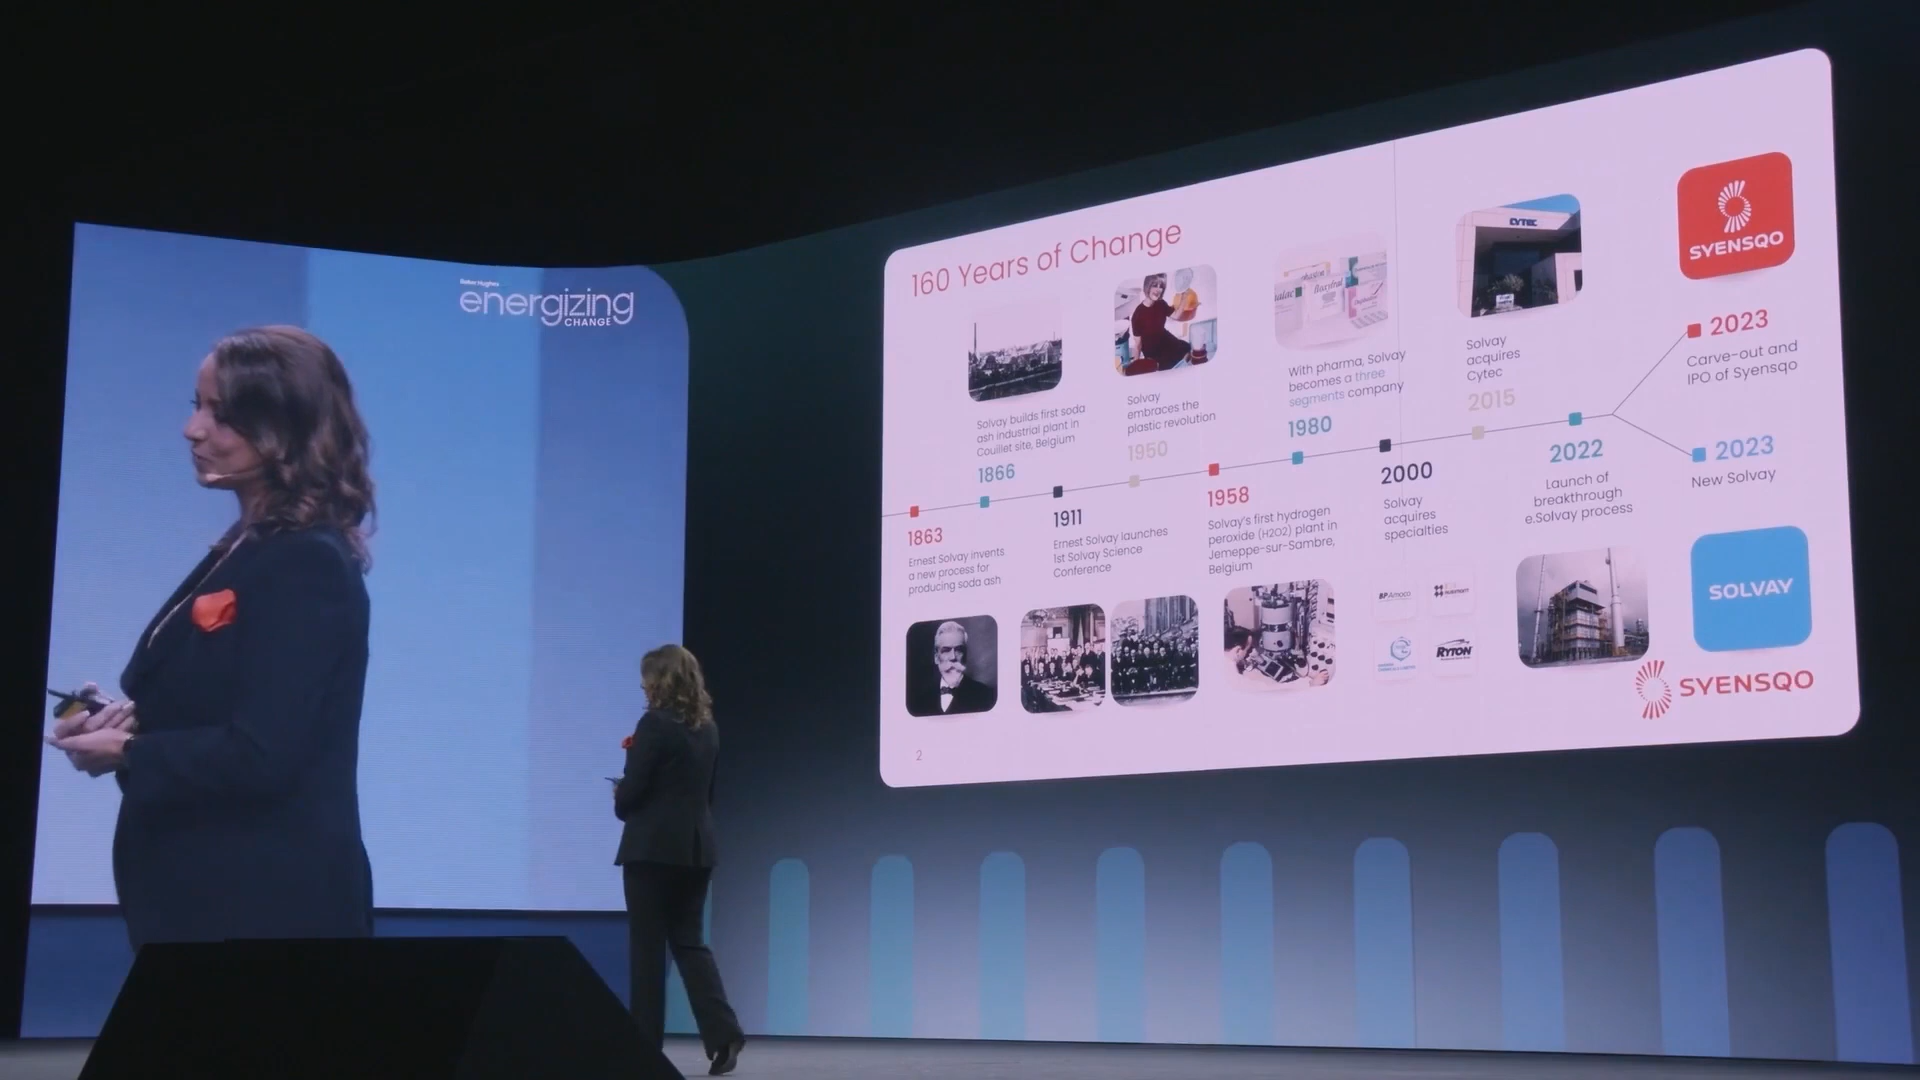 Baker Hughes
energizing
CHANGE
160 Years of Change
CYTEC
SYENSQO
Solvay builds first soda
ash industrial plant in
Couillet site, Belgium
1866
Solvay
embraces the
plastic revolution
1950
With pharma, Solvay
becomes a three
segments company
1980
Solvay
acquires
Cytec
2015
2023
Carve-out and
IPO of Syensqo
1863
Ernest Solvay invents
a new process for
producing soda ash
1911
Ernest Solvay launches
1st Solvay Science
Conference
1958
Solvay's first hydrogen
peroxide (H2O2) plant in
Jemeppe-sur-Sambre,
Belgium
2000
Solvay
acquires
specialties
2022
Launch of
breakthrough
e.Solvay process
2023
New Solvay
BP Amoco
RYTON
SOLVAY
SYENSQO
2